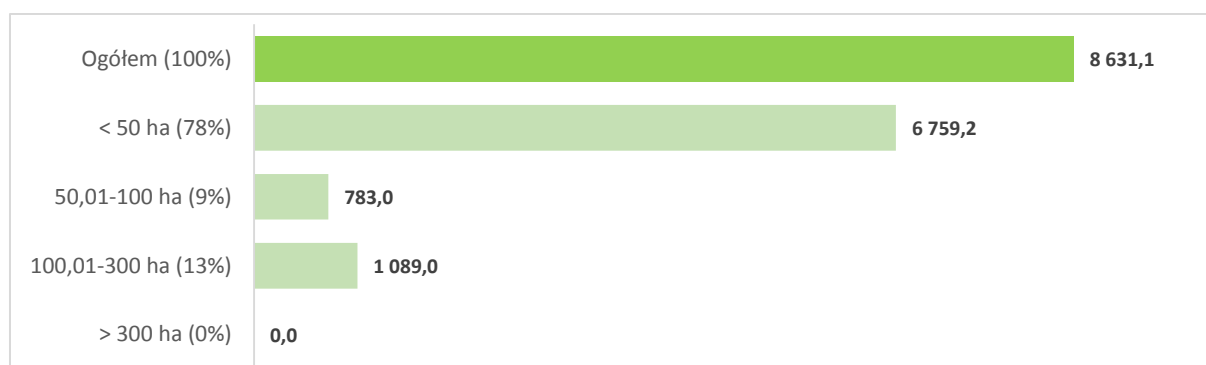 Ogółem (100%) 8 631,1
< 50 ha (78%) 6 759,2
50,01-100 ha (9%) 783,0
100,01-300 ha (13%) 1 089,0
> 300 ha (0%) 0,0